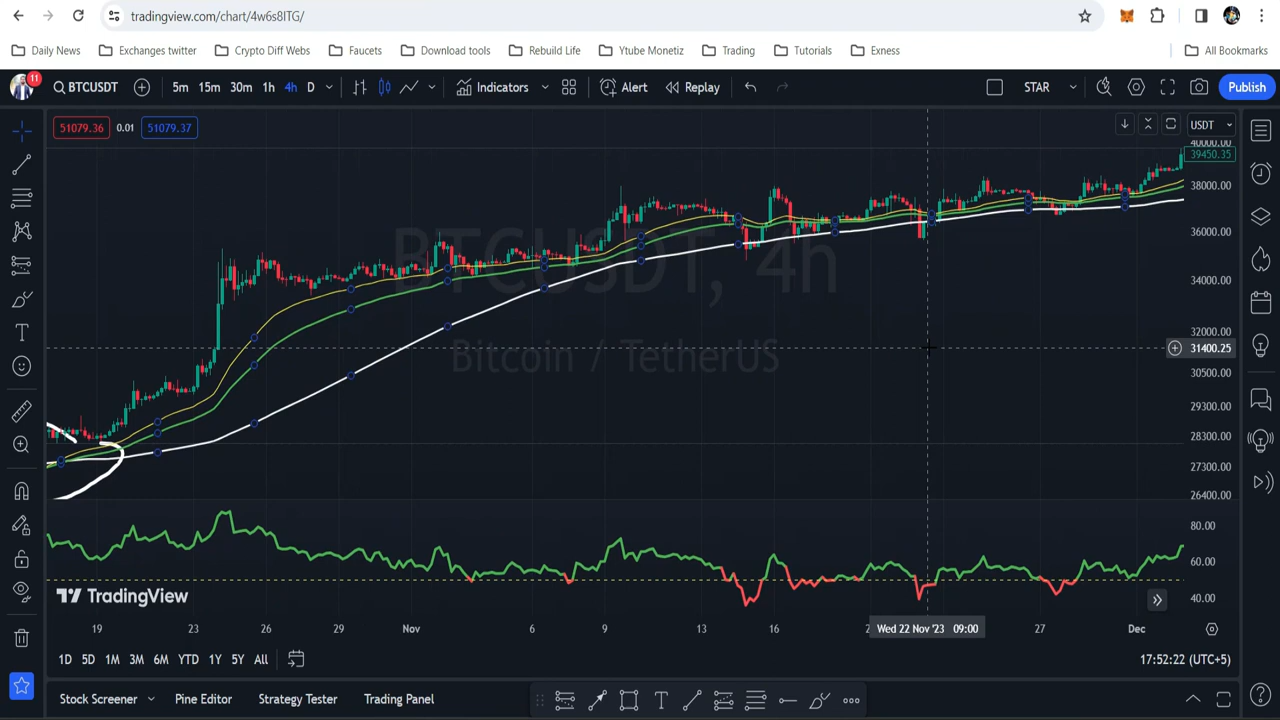 tradingview.com/chart/4w6s8ITG/
Daily News Exchanges twitter Crypto Diff Webs Faucets Download tools Rebuild Life Ytube Monetiz Trading Tutorials Exness All Bookmarks
11 BTCUSDT 5m 15m 30m 1h 4h D Indicators Alert Replay STAR Publish
51079.36 0.01 51079.37 USDT
40000.00
39450.35
38000.00
36000.00
BTCUSDT, 4h
34000.00
32000.00
31400.25
Bitcoin / TetherUS
30500.00
29300.00
28300.00
27300.00
26400.00
80.00
60.00
40.00
TradingView
19 23 26 29 Nov 6 9 13 16 Wed 22 Nov '23 09:00 27 Dec
1D 5D 1M 3M 6M YTD 1Y 5Y All 17:52:22 (UTC+5)
Stock Screener Pine Editor Strategy Tester Trading Panel